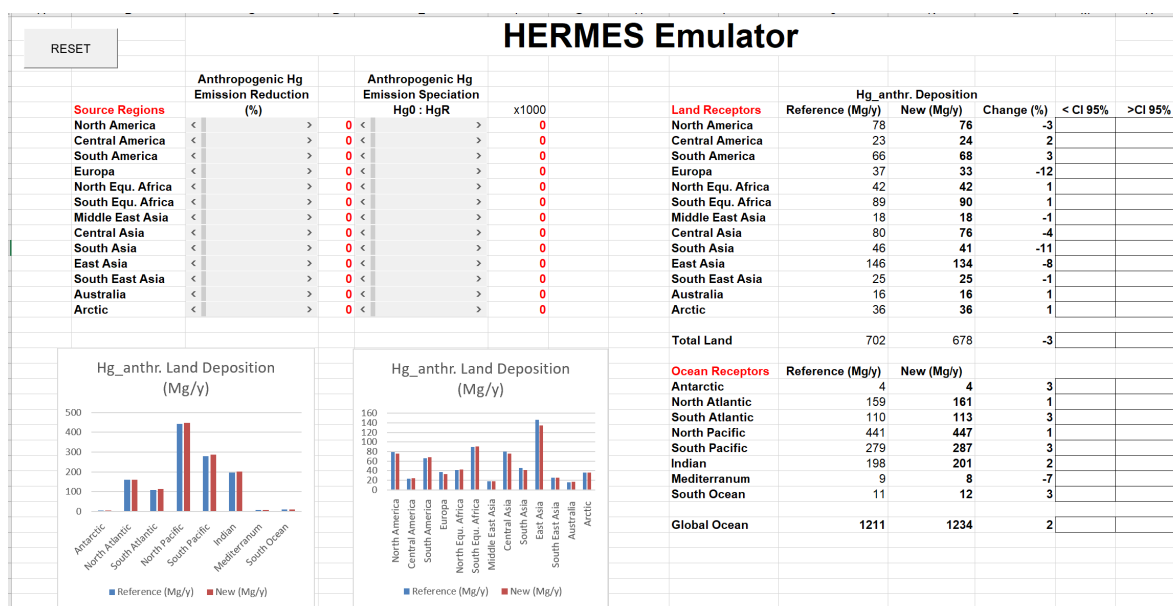 HERMES Emulator
RESET
Anthropogenic Hg Anthropogenic Hg
Emission Reduction Emission Speciation Hg_anthr. Deposition
Source Regions (%) Hg0 : HgR x1000 Land Receptors Reference (Mg/y) New (Mg/y) Change (%) < CI 95% >CI 95%
North America < > 0 < > 0 North America 78 76 -3
Central America < > 0 < > 0 Central America 23 24 2
South America < > 0 < > 0 South America 66 68 3
Europa < > 0 < > 0 Europa 37 33 -12
North Equ. Africa < > 0 < > 0 North Equ. Africa 42 42 1
South Equ. Africa < > 0 < > 0 South Equ. Africa 89 90 1
Middle East Asia < > 0 < > 0 Middle East Asia 18 18 -1
Central Asia < > 0 < > 0 Central Asia 80 76 -4
South Asia < > 0 < > 0 South Asia 46 41 -11
East Asia < > 0 < > 0 East Asia 146 134 -8
South East Asia < > 0 < > 0 South East Asia 25 25 -1
Australia < > 0 < > 0 Australia 16 16 1
Arctic < > 0 < > 0 Arctic 36 36 1
Total Land 702 678 -3
Ocean Receptors Reference (Mg/y) New (Mg/y)
Antarctic 4 4 3
North Atlantic 159 161 1
South Atlantic 110 113 3
North Pacific 441 447 1
South Pacific 279 287 3
Indian 198 201 2
Mediterranum 9 8 -7
South Ocean 11 12 3
Global Ocean 1211 1234 2
Hg_anthr. Land Deposition
(Mg/y)
500
400
300
200
100
0
Antarctic
North Atlantic
South Atlantic
North Pacific
South Pacific
Indian
Mediterranum
South Ocean
Reference (Mg/y) New (Mg/y)
Hg_anthr. Land Deposition
(Mg/y)
160
140
120
100
80
60
40
20
0
North America
Central America
South America
Europa
North Equ. Africa
South Equ. Africa
Middle East Asia
Central Asia
South Asia
East Asia
South East Asia
Australia
Arctic
Reference (Mg/y) New (Mg/y)